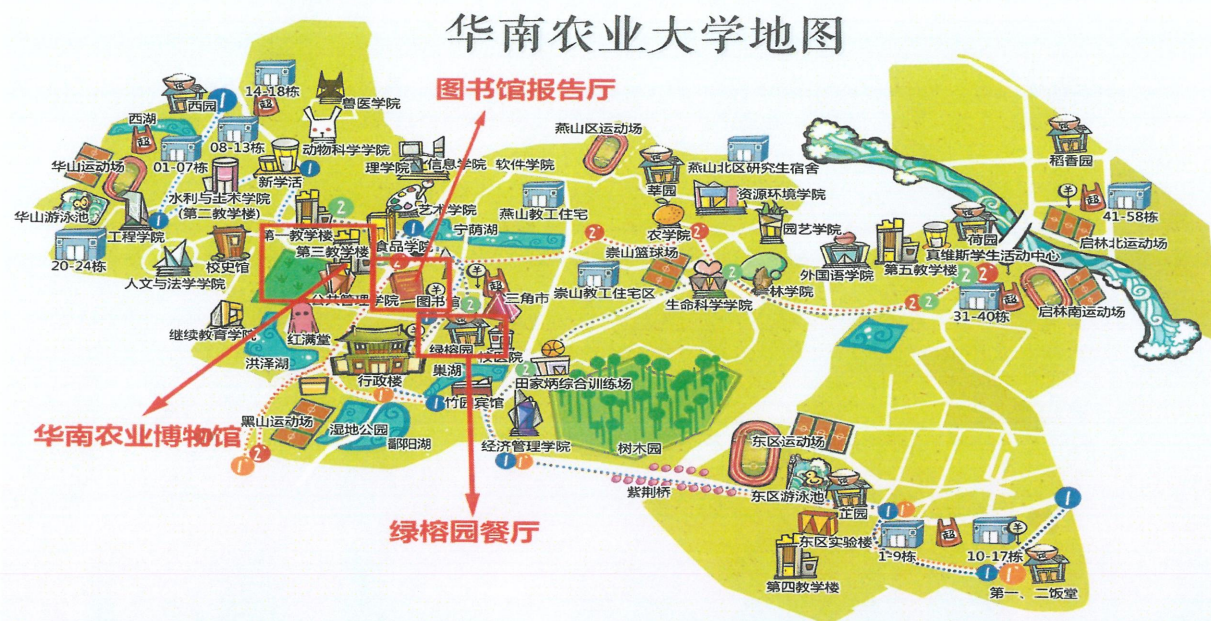 华南农业大学地图
图书馆报告厅
14-18栋
西园
兽医学院
西湖
08-13栋
动物科学学院
理学院
信息学院
软件学院
燕山区运动场
燕山北区研究生宿舍
稻香园
华山运动场
01-07栋
新学活
水利与土木学院
(第二教学楼)
艺术学院
燕山教工住宅
莘园
资源环境学院
华山游泳池
工程学院
第一教学楼
食品学院
宁荫湖
农学院
园艺学院
荷园
41-58栋
启林北运动场
20-24栋
人文与法学学院
校史馆
第三教学楼
公共管理学院
图书
馆
三角市
崇山篮球场
崇山教工住宅区
生命科学学院
林学院
外国语学院
第五教学楼
真维斯学生活动中心
31-40栋
启林南运动场
继续教育学院
红满堂
洪泽湖
行政楼
绿榕园
校医院
巢湖
竹园宾馆
田家炳综合训练场
华南农业博物馆
黑山运动场
湿地公园
鄱阳湖
经济管理学院
树木园
东区运动场
紫荆桥
东区游泳池
芷园
绿榕园餐厅
东区实验楼
1-9栋
10-17栋
第四教学楼
第一、二饭堂